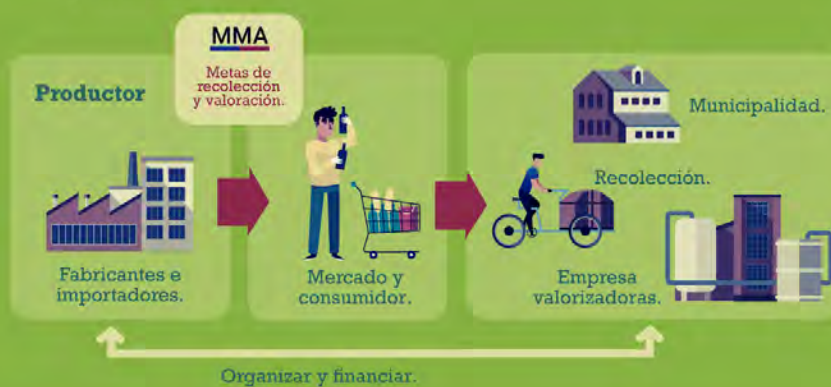 MMA
Metas de
recolección
y valoración.
Productor
Fabricantes e
importadores.
Mercado y
consumidor.
Municipalidad.
Recolección.
Empresa
valorizadoras.
Organizar y financiar.